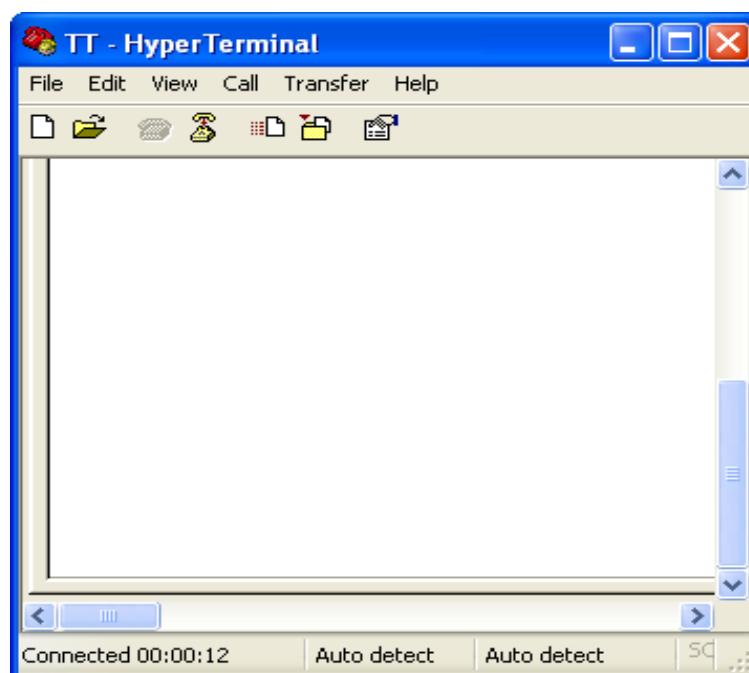 TT - HyperTerminal
File Edit View Call Transfer Help
Connected 00:00:12 Auto detect Auto detect